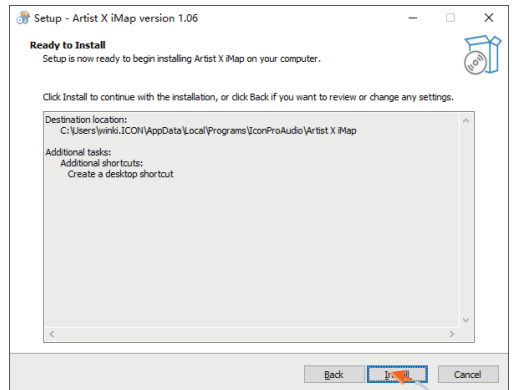 Setup - Artist X iMap version 1.06
Ready to Install
Setup is now ready to begin installing Artist X iMap on your computer.
Click Install to continue with the installation, or click Back if you want to review or change any settings.
Destination location:
C:\Users\winki.ICON\AppData\Local\Programs\IconProAudio\Artist X iMap
Additional tasks:
Additional shortcuts:
Create a desktop shortcut
Back Install Cancel